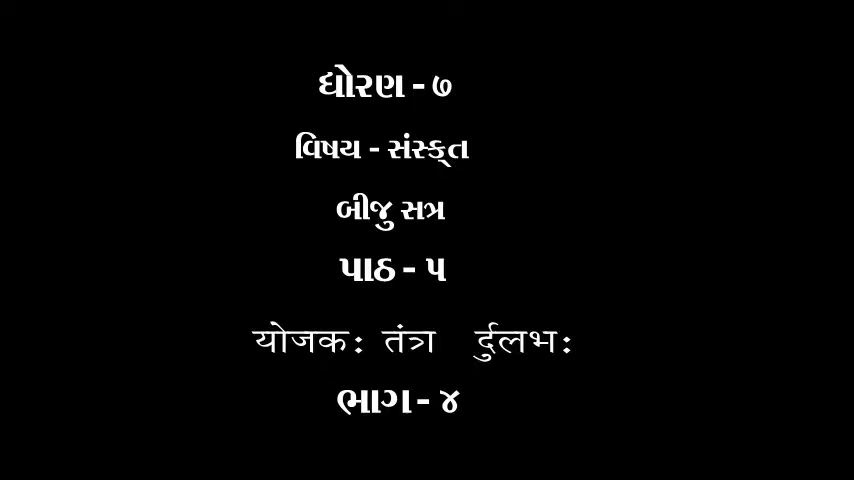 ધોરણ - ૭
વિષય - સંસ્કૃત
બીજુ સત્ર
પાઠ - ૫
योजकः तंत्र र्दुलभः
ભાગ - ૪